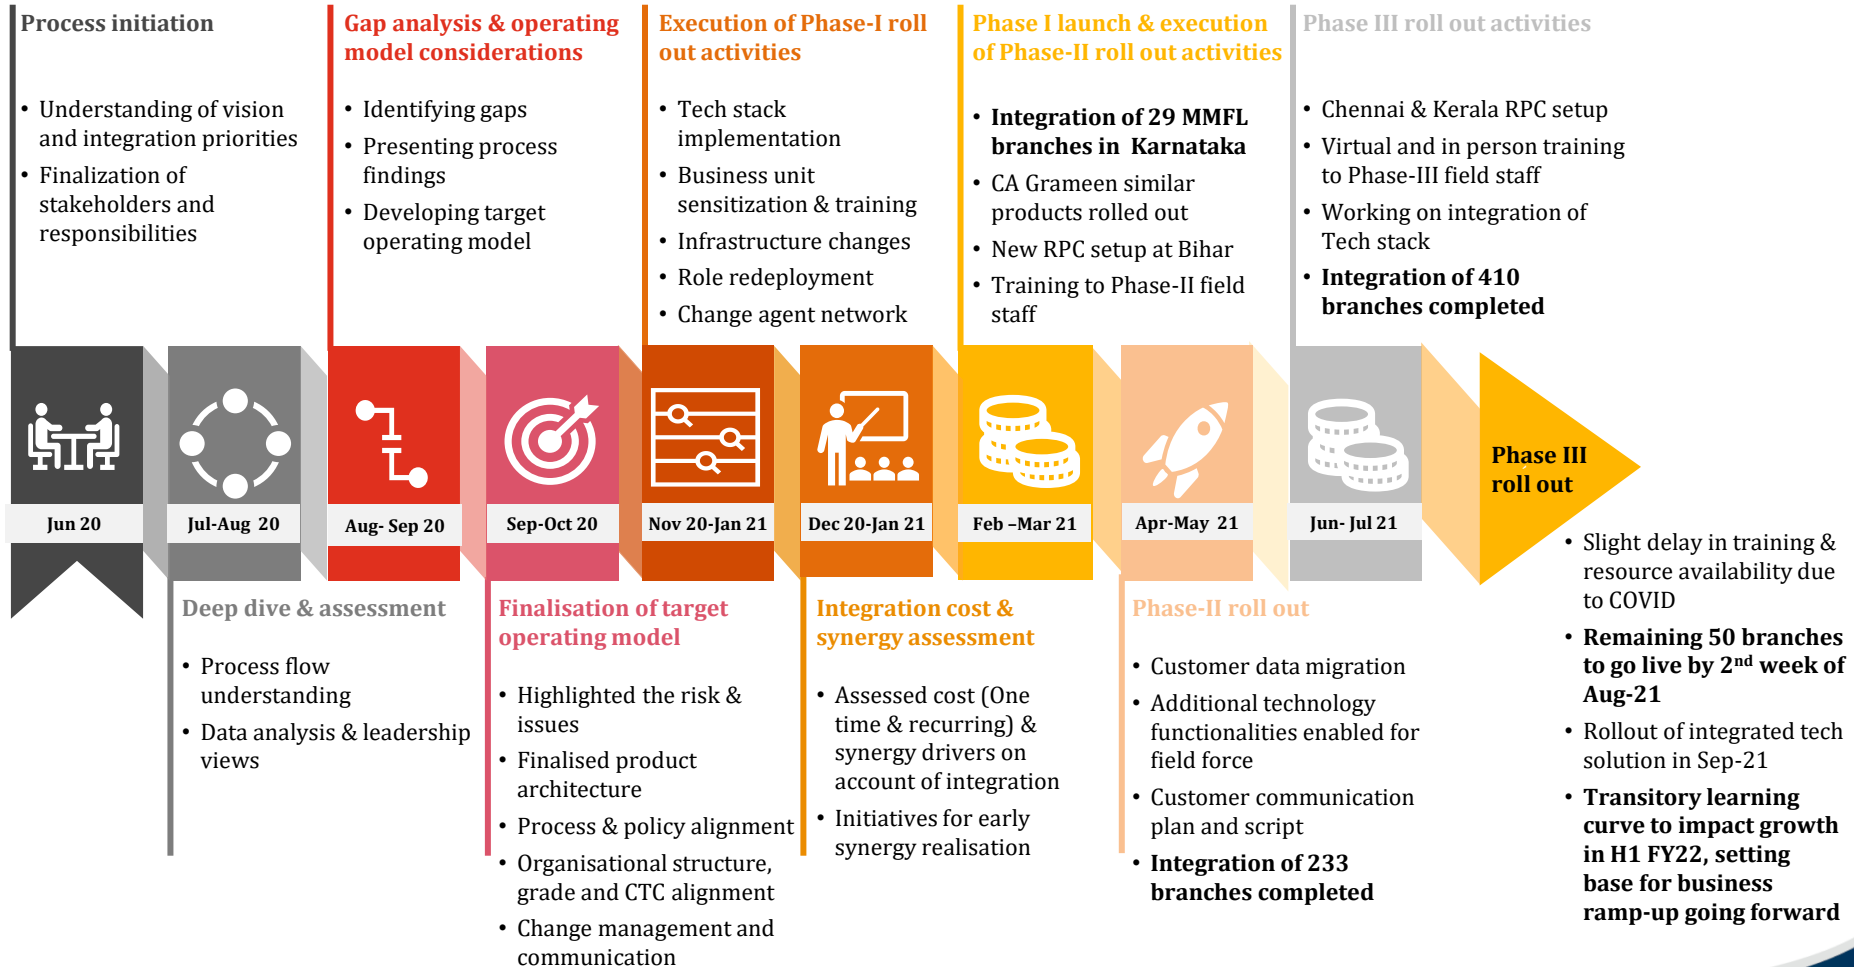 Process initiation
• Understanding of vision
and integration priorities
• Finalization of
stakeholders and
responsibilities
Gap analysis & operating
model considerations
• Identifying gaps
• Presenting process
findings
• Developing target
operating model
Execution of Phase-I roll
out activities
• Tech stack
implementation
• Business unit
sensitization & training
• Infrastructure changes
• Role redeployment
• Change agent network
Phase I launch & execution
of Phase-II roll out activities
• Integration of 29 MMFL
branches in Karnataka
• CA Grameen similar
products rolled out
• New RPC setup at Bihar
• Training to Phase-II field
staff
Phase III roll out activities
• Chennai & Kerala RPC setup
• Virtual and in person training
to Phase-III field staff
• Working on integration of
Tech stack
• Integration of 410
branches completed
Jun 20
Jul-Aug 20
Aug- Sep 20
Sep-Oct 20
Nov 20-Jan 21
Dec 20-Jan 21
Feb –Mar 21
Apr-May 21
Jun- Jul 21
Phase III
roll out
Deep dive & assessment
• Process flow
understanding
• Data analysis & leadership
views
Finalisation of target
operating model
• Highlighted the risk &
issues
• Finalised product
architecture
• Process & policy alignment
• Organisational structure,
grade and CTC alignment
• Change management and
communication
Integration cost &
synergy assessment
• Assessed cost (One
time & recurring) &
synergy drivers on
account of integration
• Initiatives for early
synergy realisation
Phase-II roll out
• Customer data migration
• Additional technology
functionalities enabled for
field force
• Customer communication
plan and script
• Integration of 233
branches completed
• Slight delay in training &
resource availability due
to COVID
• Remaining 50 branches
to go live by 2nd week of
Aug-21
• Rollout of integrated tech
solution in Sep-21
• Transitory learning
curve to impact growth
in H1 FY22, setting
base for business
ramp-up going forward